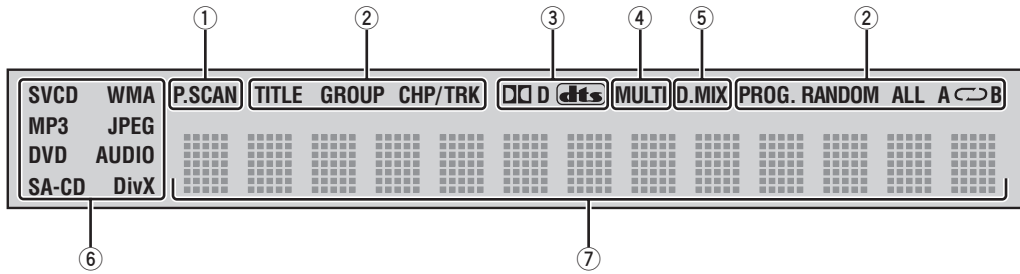 ① ② ③ ④ ⑤ ②
SVCD WMA P.SCAN TITLE GROUP CHP/TRK D dts MULTI D.MIX PROG. RANDOM ALL A B
MP3 JPEG
DVD AUDIO
SA-CD DivX
⑥ ⑦